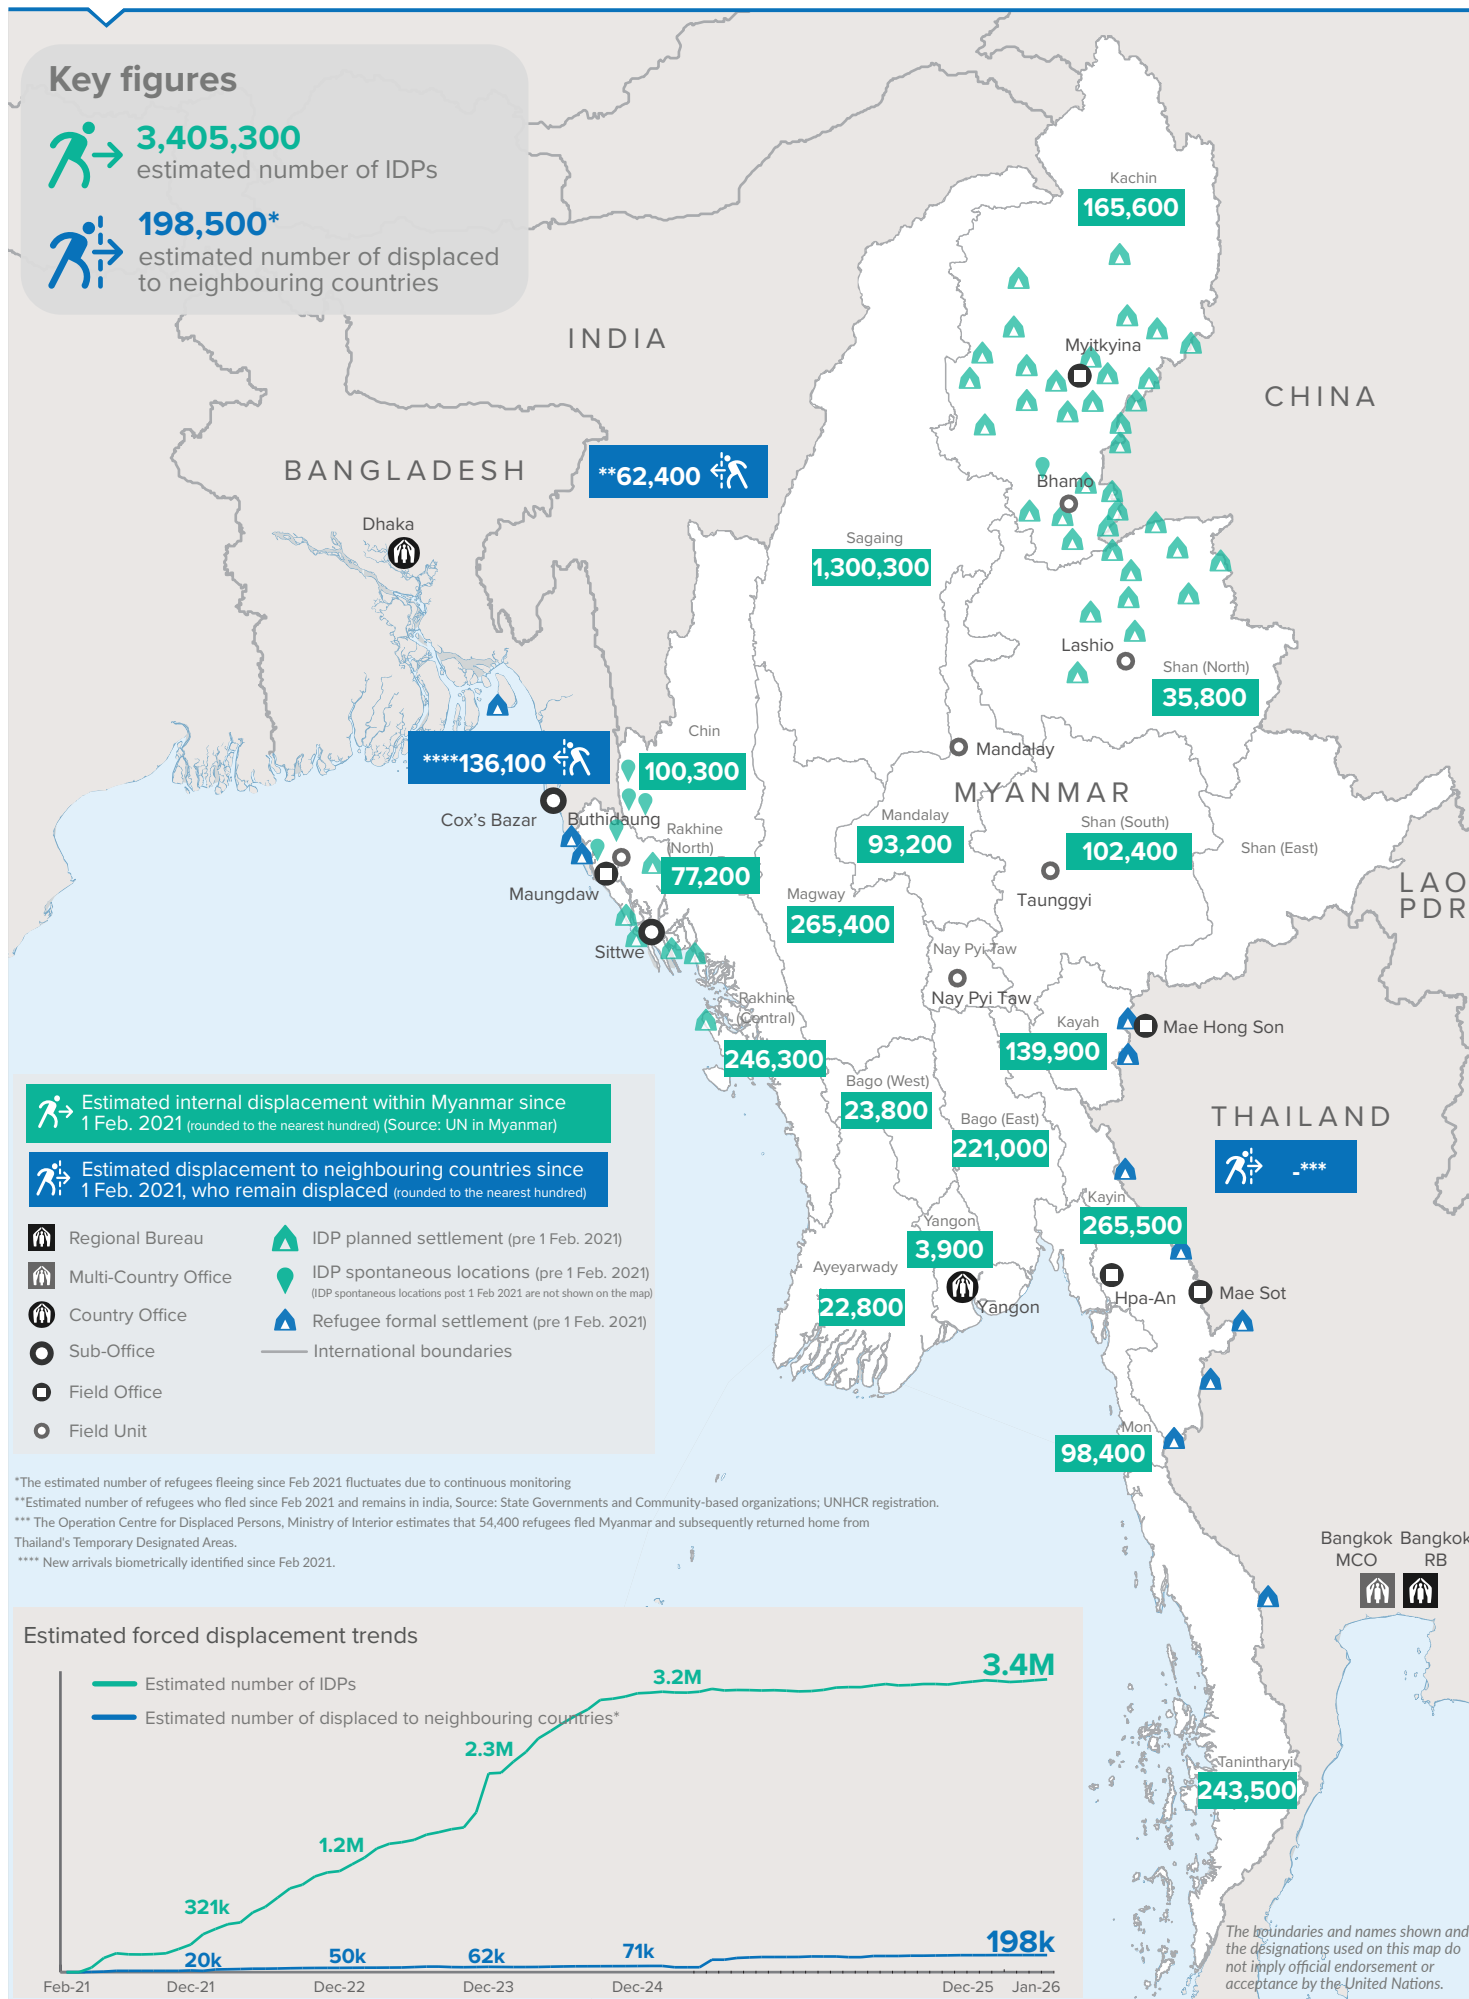 Key figures
3,405,300
estimated number of IDPs
198,500*
estimated number of displaced
to neighbouring countries
Kachin
165,600
INDIA
Myitkyina
CHINA
BANGLADESH
**62,400
Bhamo
Dhaka
Sagaing
1,300,300
Lashio
Shan (North)
35,800
Chin
100,300
****136,100
Mandalay
MYANMAR
Cox's Bazar
Buthidaung
Rakhine
(North)
77,200
Mandalay
93,200
Shan (South)
102,400
Shan (East)
LAO
PDR
Maungdaw
Magway
265,400
Taunggyi
Sittwe
Nay Pyi Taw
Nay Pyi Taw
Rakhine
(Central)
246,300
Kayah
139,900
Mae Hong Son
Bago (West)
23,800
Bago (East)
221,000
THAILAND
-***
Kayin
265,500
Yangon
3,900
Ayeyarwady
22,800
Yangon
Hpa-An
Mae Sot
Mon
98,400
Estimated internal displacement within Myanmar since
1 Feb. 2021 (rounded to the nearest hundred) (Source: UN in Myanmar)
Estimated displacement to neighbouring countries since
1 Feb. 2021, who remain displaced (rounded to the nearest hundred)
Regional Bureau
Multi-Country Office
Country Office
Sub-Office
Field Office
Field Unit
IDP planned settlement (pre 1 Feb. 2021)
IDP spontaneous locations (pre 1 Feb. 2021)
(IDP spontaneous locations post 1 Feb 2021 are not shown on the map)
Refugee formal settlement (pre 1 Feb. 2021)
International boundaries
*The estimated number of refugees fleeing since Feb 2021 fluctuates due to continuous monitoring
**Estimated number of refugees who fled since Feb 2021 and remains in india, Source: State Governments and Community-based organizations; UNHCR registration.
*** The Operation Centre for Displaced Persons, Ministry of Interior estimates that 54,400 refugees fled Myanmar and subsequently returned home from
Thailand's Temporary Designated Areas.
**** New arrivals biometrically identified since Feb 2021.
Bangkok
MCO
Bangkok
RB
Tanintharyi
243,500
Estimated forced displacement trends
Estimated number of IDPs
Estimated number of displaced to neighbouring countries*
321k
1.2M
2.3M
3.2M
3.4M
20k
50k
62k
71k
198k
Feb-21
Dec-21
Dec-22
Dec-23
Dec-24
Dec-25
Jan-26
The boundaries and names shown and
the designations used on this map do
not imply official endorsement or
acceptance by the United Nations.